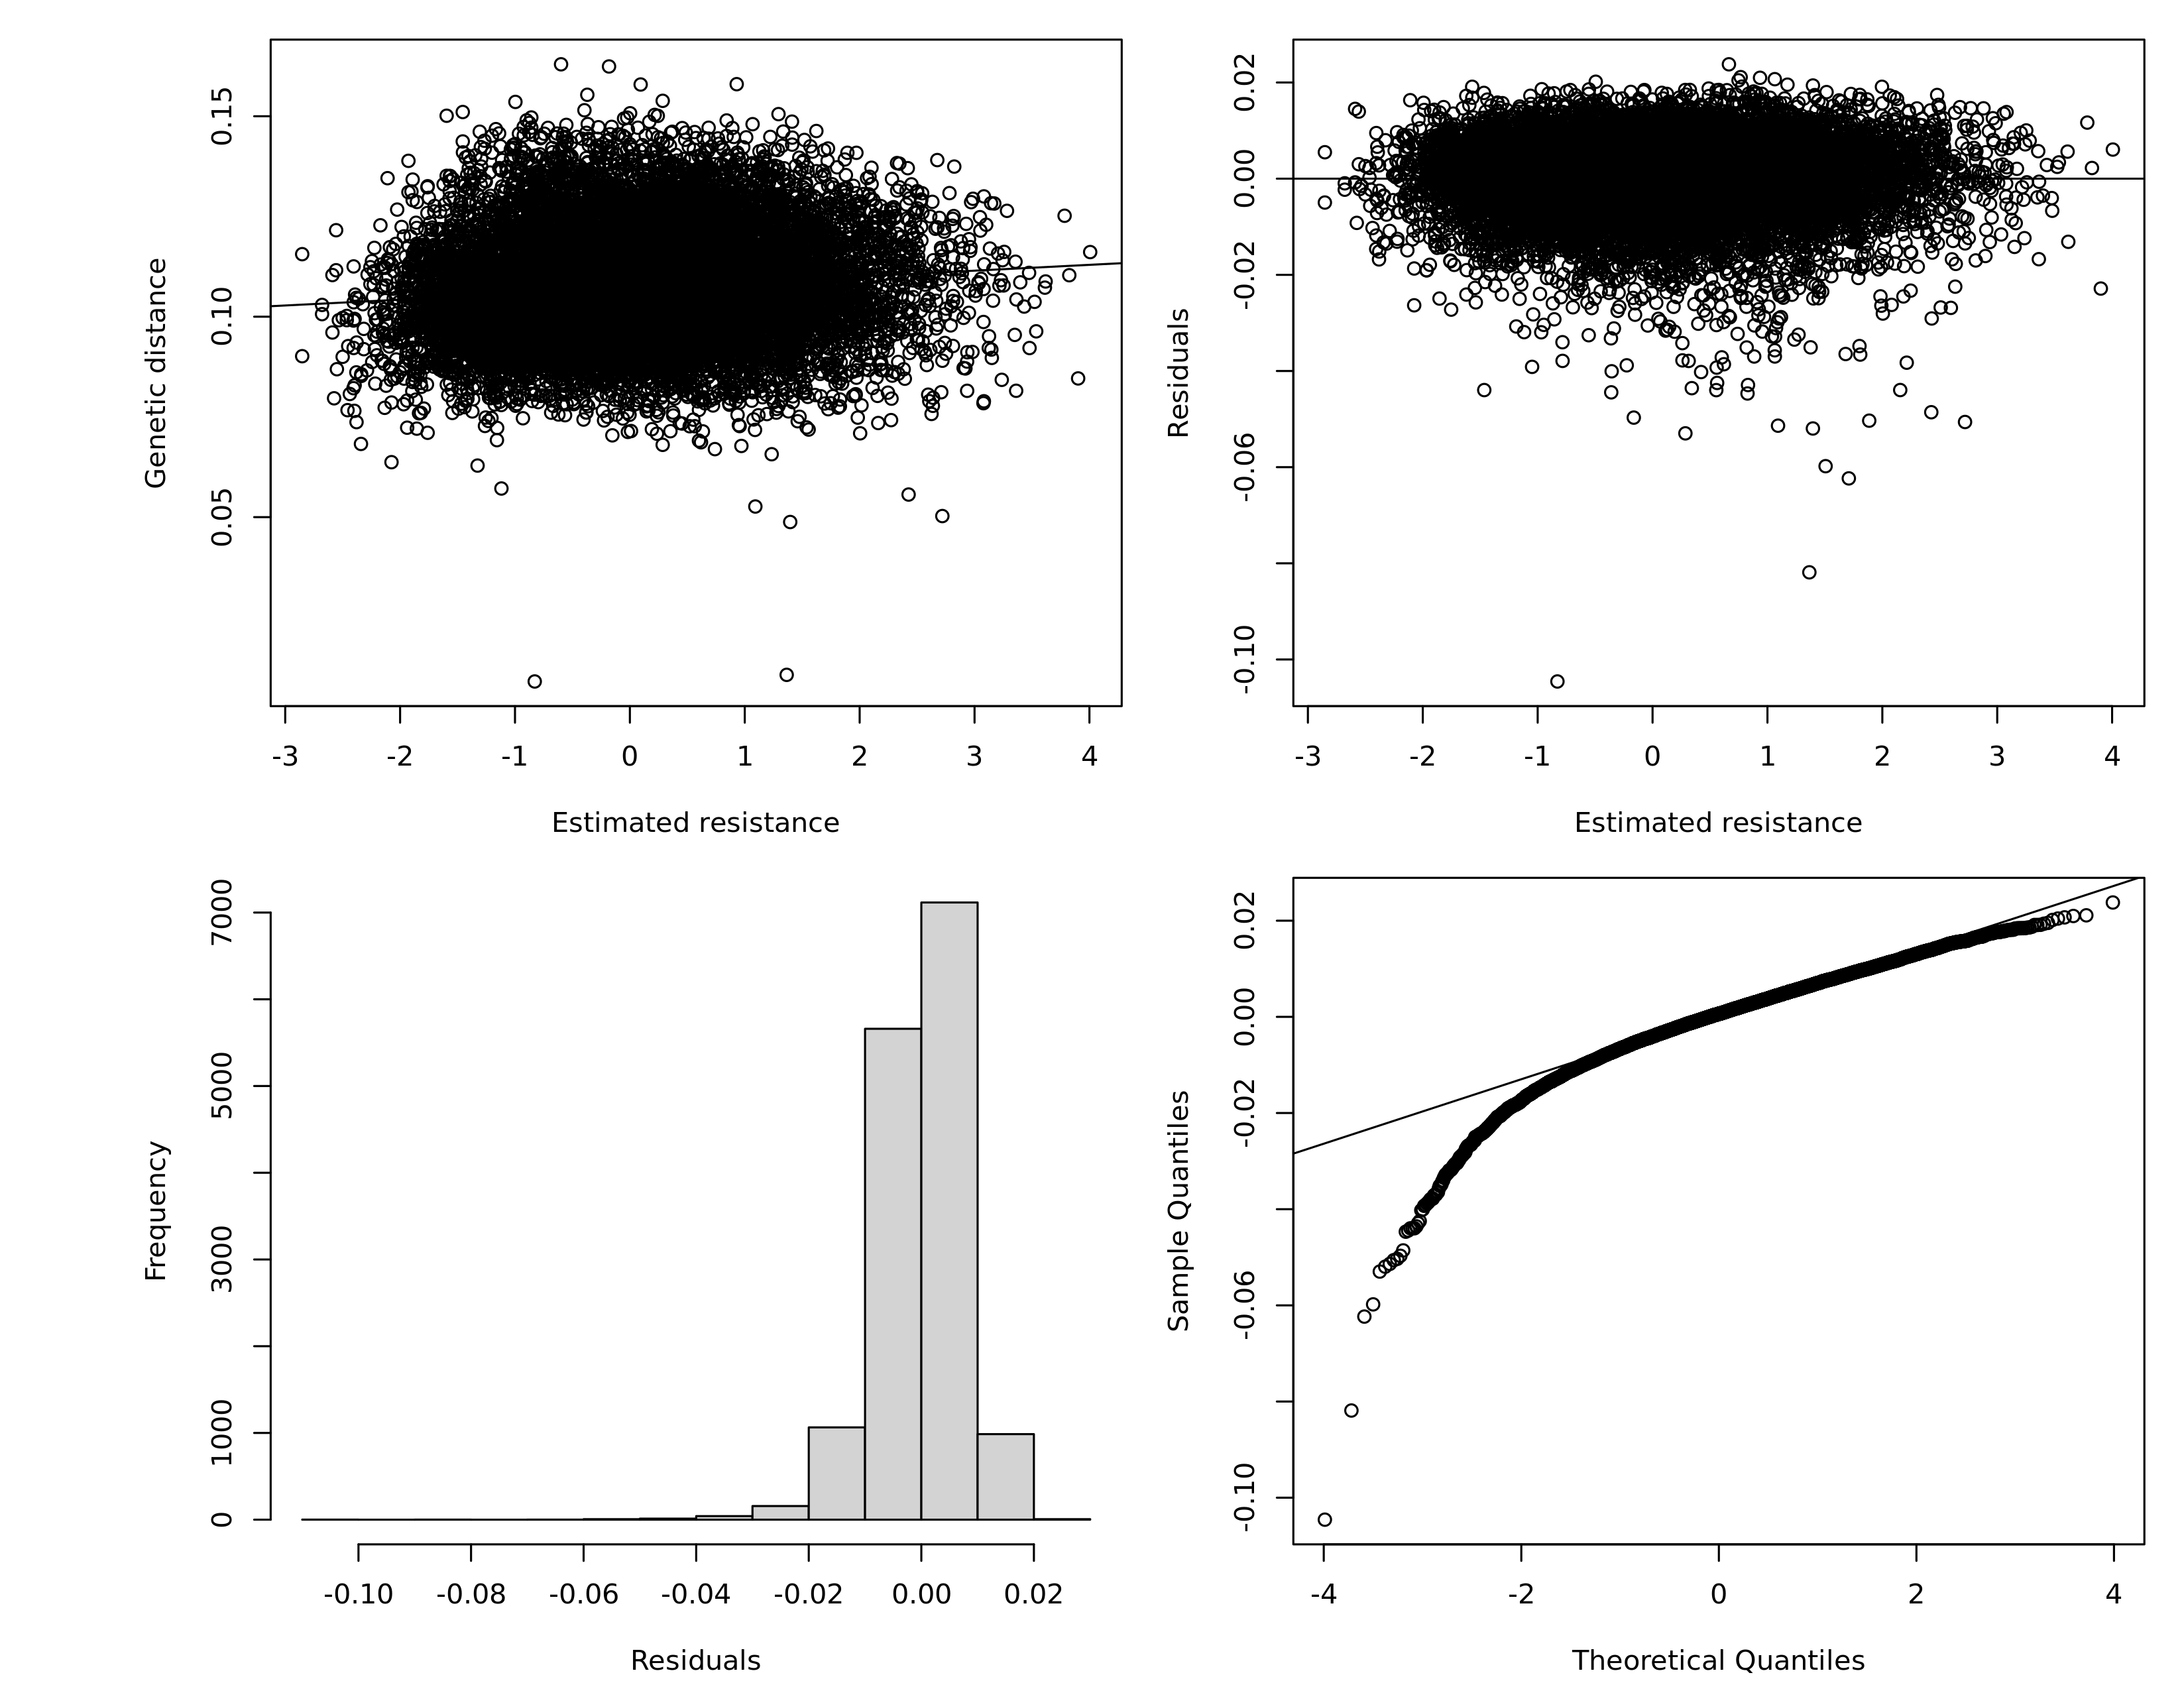 0.15
0.10
0.05
Genetic distance
-3 -2 -1 0 1 2 3 4
Estimated resistance
0.02
0.00
-0.02
-0.06
-0.10
Residuals
-3 -2 -1 0 1 2 3 4
Estimated resistance
7000
5000
3000
1000
0
Frequency
-0.10 -0.08 -0.06 -0.04 -0.02 0.00 0.02
Residuals
0.02
0.00
-0.02
-0.06
-0.10
Sample Quantiles
-4 -2 0 2 4
Theoretical Quantiles